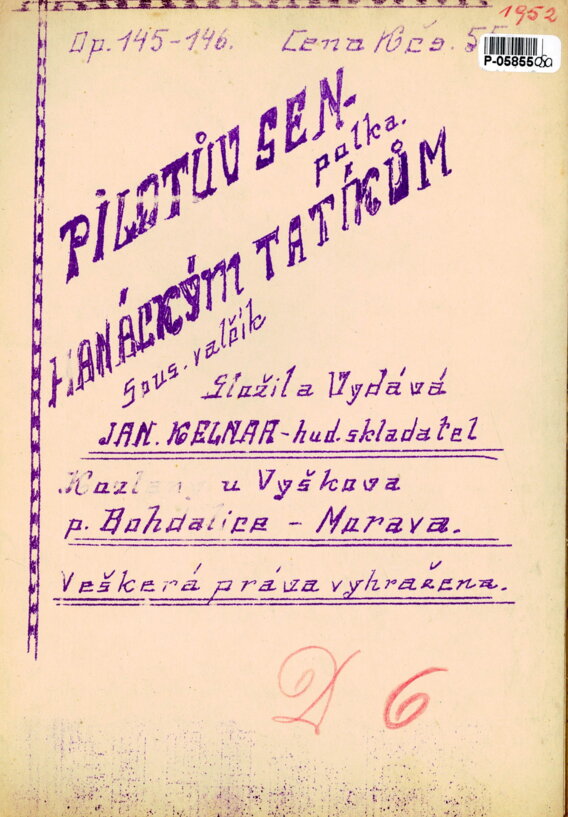 1952
Op. 145-146. Cena Kčs.
P-05855
PILOTŮV SEN-
polka.
HANÁCKÝM TATÍKŮM
Sous. valčík
Složil a Vydává
JAN. KELNAR - hud. skladatel
u Vyškova
p. Bohdalice - Morava.
Veškerá práva vyhražena.
6